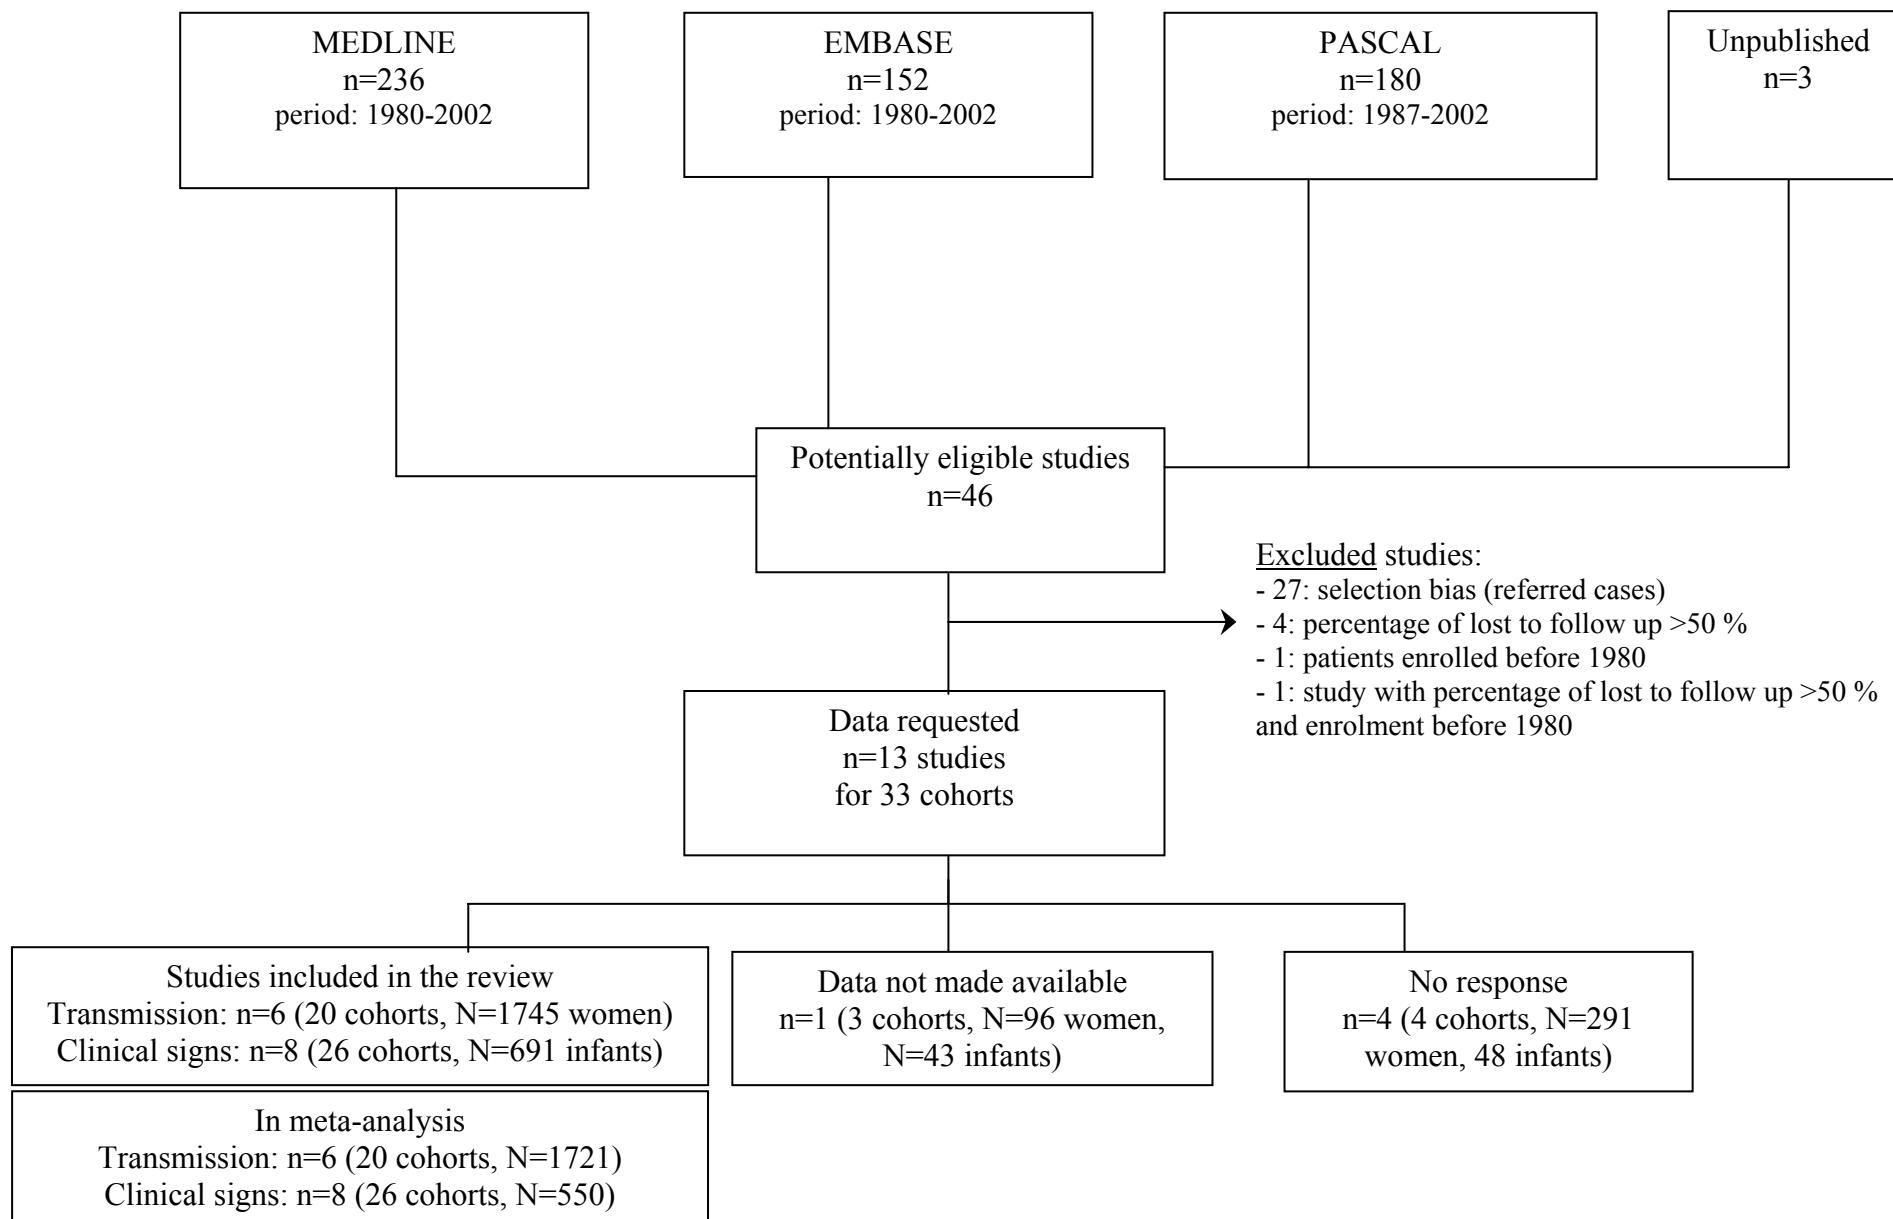 MEDLINE
n=236
period: 1980-2002
EMBASE
n=152
period: 1980-2002
PASCAL
n=180
period: 1987-2002
Unpublished
n=3
Potentially eligible studies
n=46
Excluded studies:
- 27: selection bias (referred cases)
- 4: percentage of lost to follow up >50 %
- 1: patients enrolled before 1980
- 1: study with percentage of lost to follow up >50 %
and enrolment before 1980
Data requested
n=13 studies
for 33 cohorts
Studies included in the review
Transmission: n=6 (20 cohorts, N=1745 women)
Clinical signs: n=8 (26 cohorts, N=691 infants)
Data not made available
n=1 (3 cohorts, N=96 women,
N=43 infants)
No response
n=4 (4 cohorts, N=291
women, 48 infants)
In meta-analysis
Transmission: n=6 (20 cohorts, N=1721)
Clinical signs: n=8 (26 cohorts, N=550)